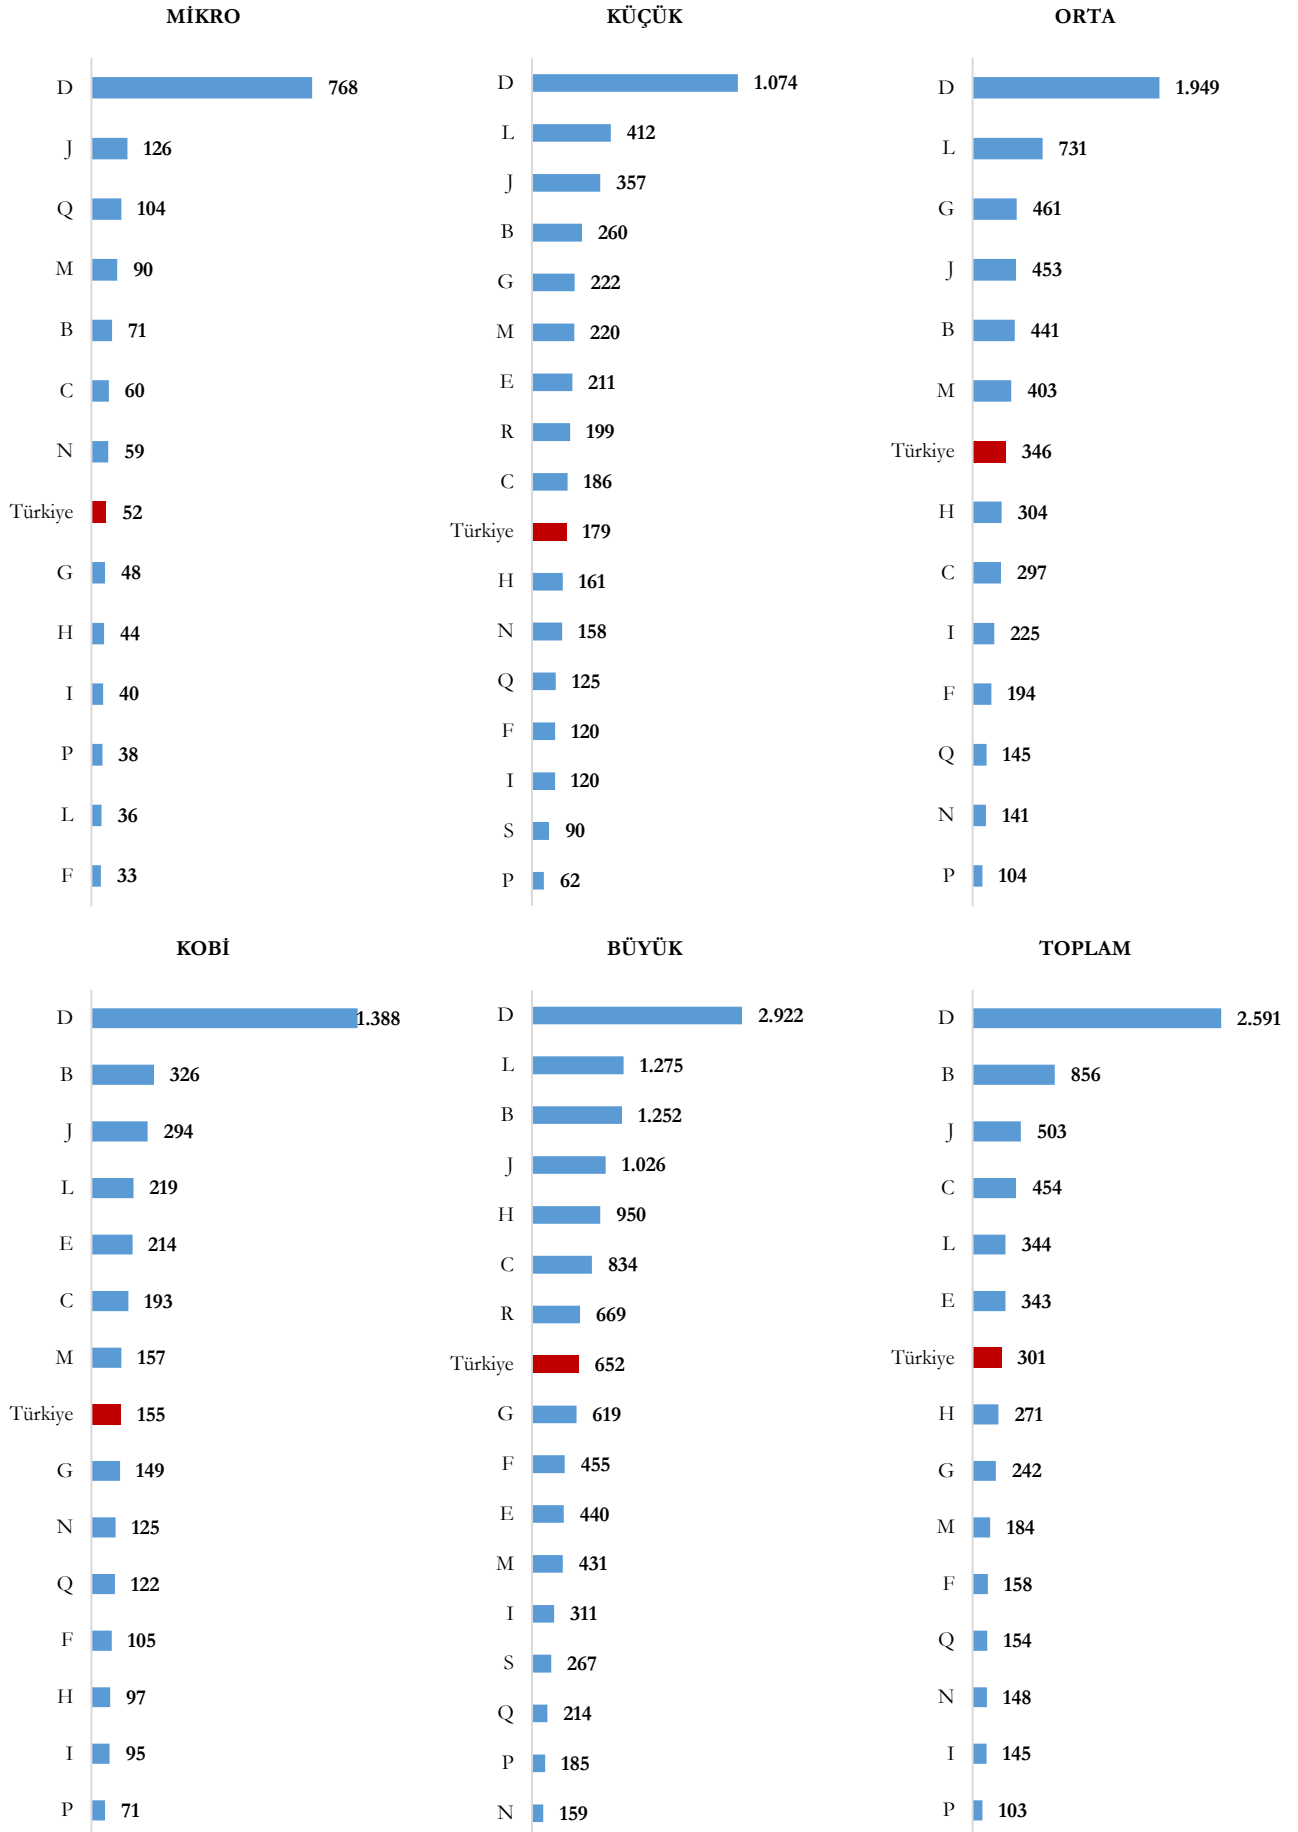 MİKRO
D 768
J 126
Q 104
M 90
B 71
C 60
N 59
Türkiye 52
G 48
H 44
I 40
P 38
L 36
F 33
KÜÇÜK
D 1.074
L 412
J 357
B 260
G 222
M 220
E 211
R 199
C 186
Türkiye 179
H 161
N 158
Q 125
F 120
I 120
S 90
P 62
ORTA
D 1.949
L 731
G 461
J 453
B 441
M 403
Türkiye 346
H 304
C 297
I 225
F 194
Q 145
N 141
P 104
KOBİ
D 1.388
B 326
J 294
L 219
E 214
C 193
M 157
Türkiye 155
G 149
N 125
Q 122
F 105
H 97
I 95
P 71
BÜYÜK
D 2.922
L 1.275
B 1.252
J 1.026
H 950
C 834
R 669
Türkiye 652
G 619
F 455
E 440
M 431
I 311
S 267
Q 214
P 185
N 159
TOPLAM
D 2.591
B 856
J 503
C 454
L 344
E 343
Türkiye 301
H 271
G 242
M 184
F 158
Q 154
N 148
I 145
P 103